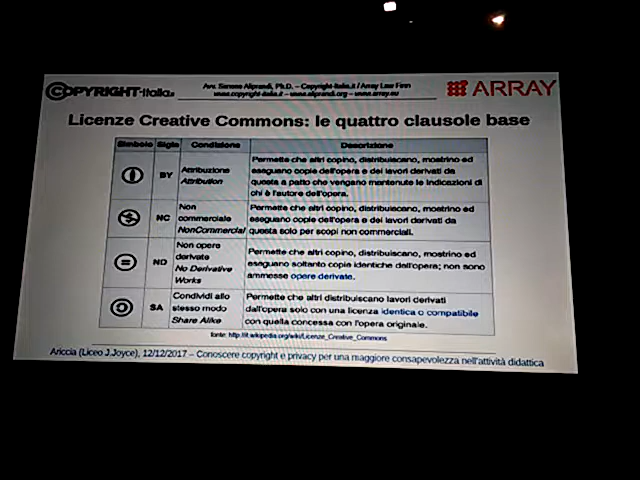 COPYRIGHT-Italia.it
Avv. Simone Aliprandi, Ph.D. – Copyright-Italia.it / Array Law Firm
www.copyright-italia.it – www.aliprandi.org – www.array.eu
ARRAY
Licenze Creative Commons: le quattro clausole base
Simbolo Sigla Condizione Descrizione
BY
Attribuzione
Attribution
Permette che altri copino, distribuiscano, mostrino ed
eseguano copie dell'opera e dei lavori derivati da
questa a patto che vengano mantenute le indicazioni di
chi è l'autore dell'opera.
NC
Non
commerciale
NonCommercial
Permette che altri copino, distribuiscano, mostrino ed
eseguano copie dell'opera e dei lavori derivati da
questa solo per scopi non commerciali.
ND
Non opere
derivate
No Derivative
Works
Permette che altri copino, distribuiscano, mostrino ed
eseguano soltanto copie identiche dell'opera; non sono
ammesse opere derivate.
SA
Condividi allo
stesso modo
Share Alike
Permette che altri distribuiscano lavori derivati
dall'opera solo con una licenza identica o compatibile
con quella concessa con l'opera originale.
fonte: http://it.wikipedia.org/wiki/Licenze_Creative_Commons
Ariccia (Liceo J.Joyce), 12/12/2017 – Conoscere copyright e privacy per una maggiore consapevolezza nell'attività didattica